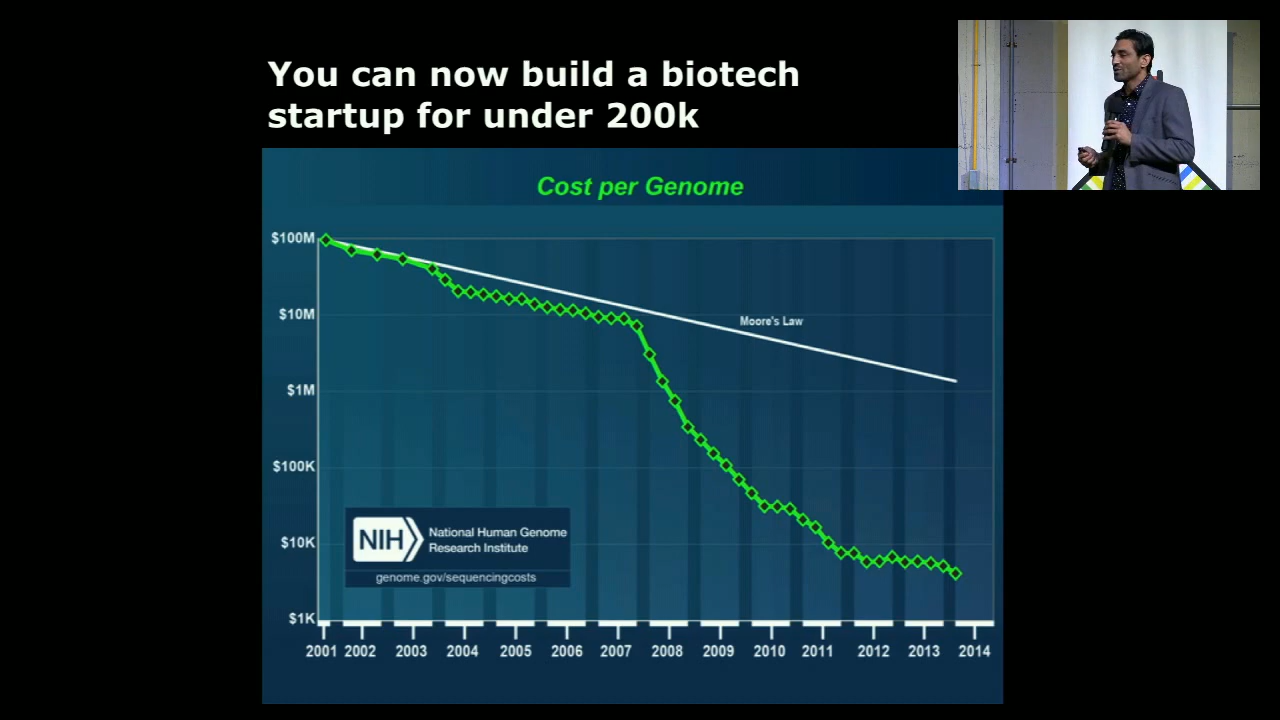 You can now build a biotech
startup for under 200k
Cost per Genome
$100M
$10M
Moore's Law
$1M
$100K
$10K
NIH
National Human Genome
Research Institute
genome.gov/sequencingcosts
$1K
2001 2002 2003 2004 2005 2006 2007 2008 2009 2010 2011 2012 2013 2014